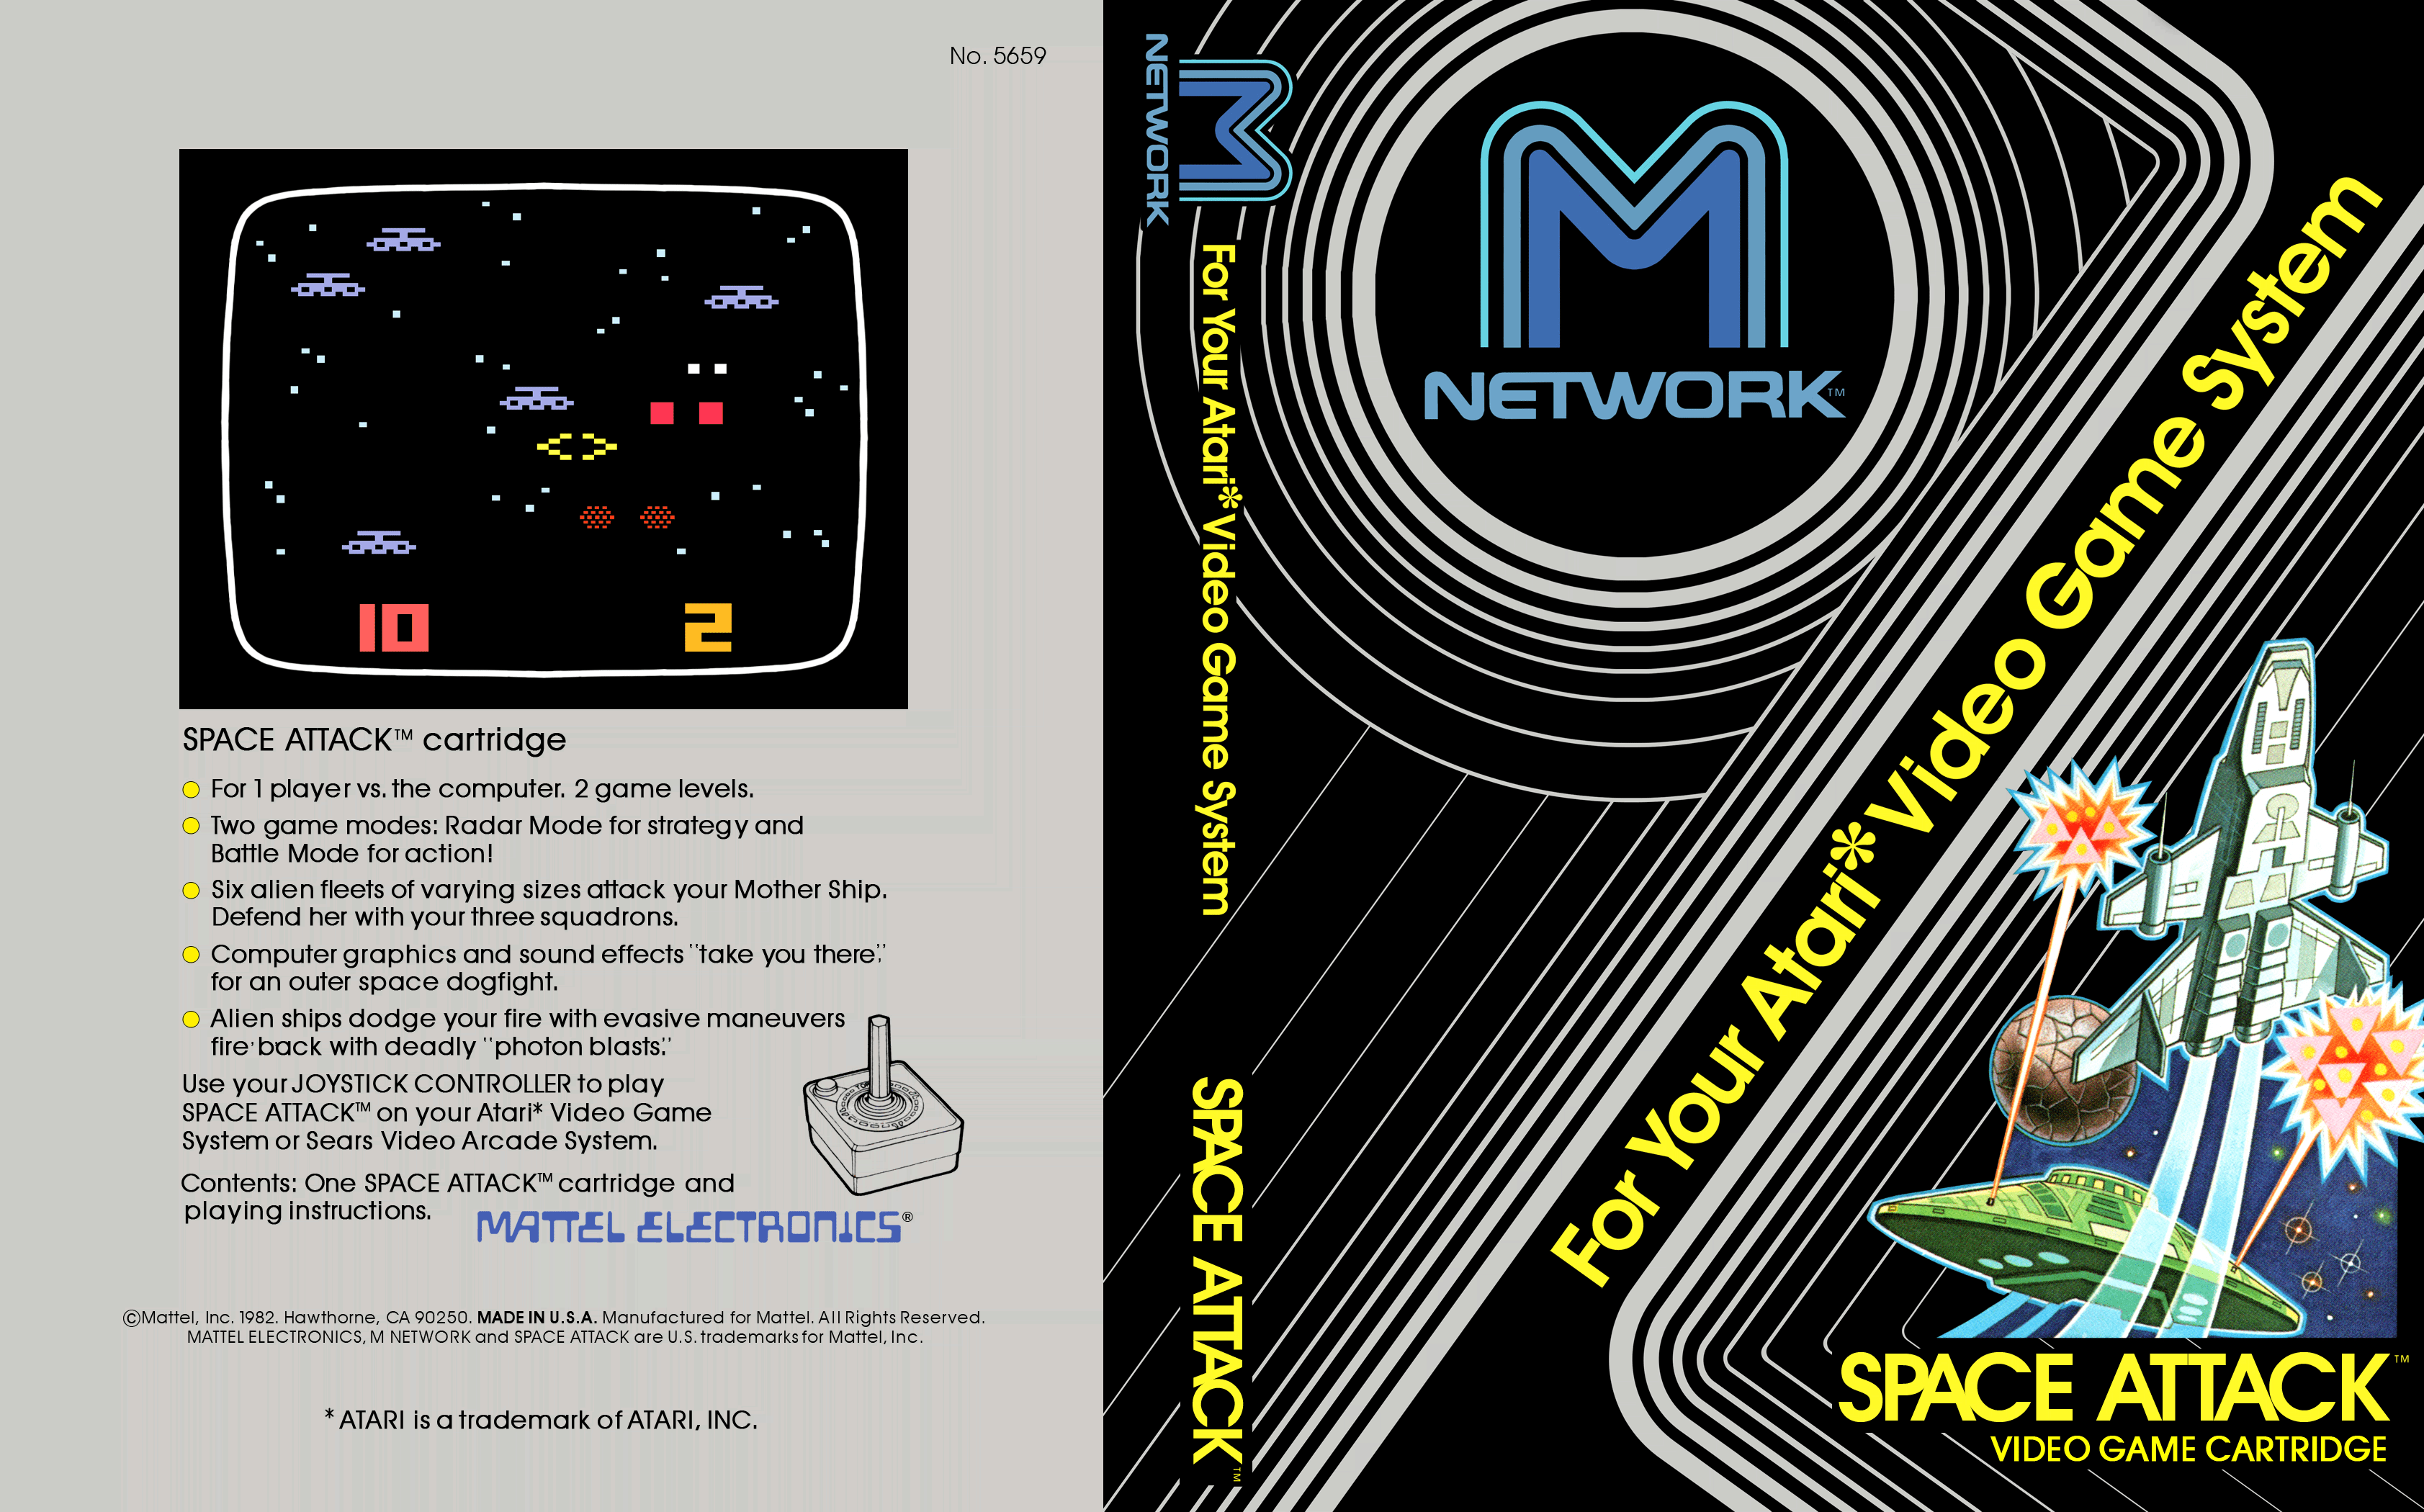 No. 5659
10 2
SPACE ATTACK™ cartridge
For 1 player vs. the computer. 2 game levels.
Two game modes: Radar Mode for strategy and
Battle Mode for action!
Six alien fleets of varying sizes attack your Mother Ship.
Defend her with your three squadrons.
Computer graphics and sound effects "take you there."
for an outer space dogfight.
Alien ships dodge your fire with evasive maneuvers
fire' back with deadly "photon blasts."
Use your JOYSTICK CONTROLLER to play
SPACE ATTACK™ on your Atari* Video Game
System or Sears Video Arcade System.
Contents: One SPACE ATTACK™ cartridge and
playing instructions.
MATTEL ELECTRONICS®
©Mattel, Inc. 1982. Hawthorne, CA 90250. MADE IN U.S.A. Manufactured for Mattel. All Rights Reserved.
MATTEL ELECTRONICS, M NETWORK and SPACE ATTACK are U.S. trademarks for Mattel, Inc.
* ATARI is a trademark of ATARI, INC.
M
NETWORK
For Your Atari* Video Game System
SPACE ATTACK™
M
NETWORK™
For Your Atari* Video Game System
SPACE ATTACK™
VIDEO GAME CARTRIDGE